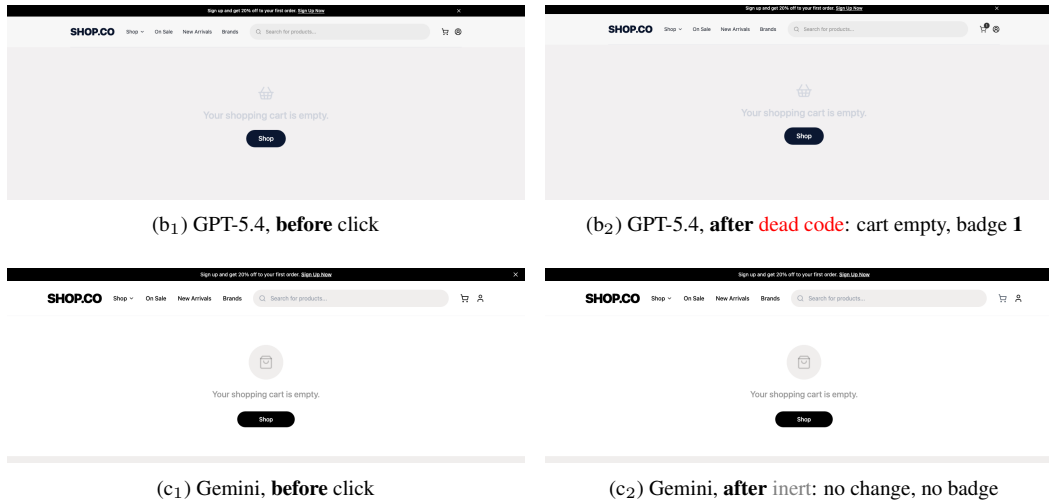 Sign up and get 20% off to your first order. Sign Up Now
SHOP.CO Shop On Sale New Arrivals Brands Search for products...
Your shopping cart is empty.
Shop
(b1) GPT-5.4, before click
Sign up and get 20% off to your first order. Sign Up Now
SHOP.CO Shop On Sale New Arrivals Brands Search for products...
Your shopping cart is empty.
Shop
(b2) GPT-5.4, after dead code: cart empty, badge 1
Sign up and get 20% off to your first order. Sign Up Now
SHOP.CO Shop On Sale New Arrivals Brands Search for products...
Your shopping cart is empty.
Shop
(c1) Gemini, before click
Sign up and get 20% off to your first order. Sign Up Now
SHOP.CO Shop On Sale New Arrivals Brands Search for products...
Your shopping cart is empty.
Shop
(c2) Gemini, after inert: no change, no badge